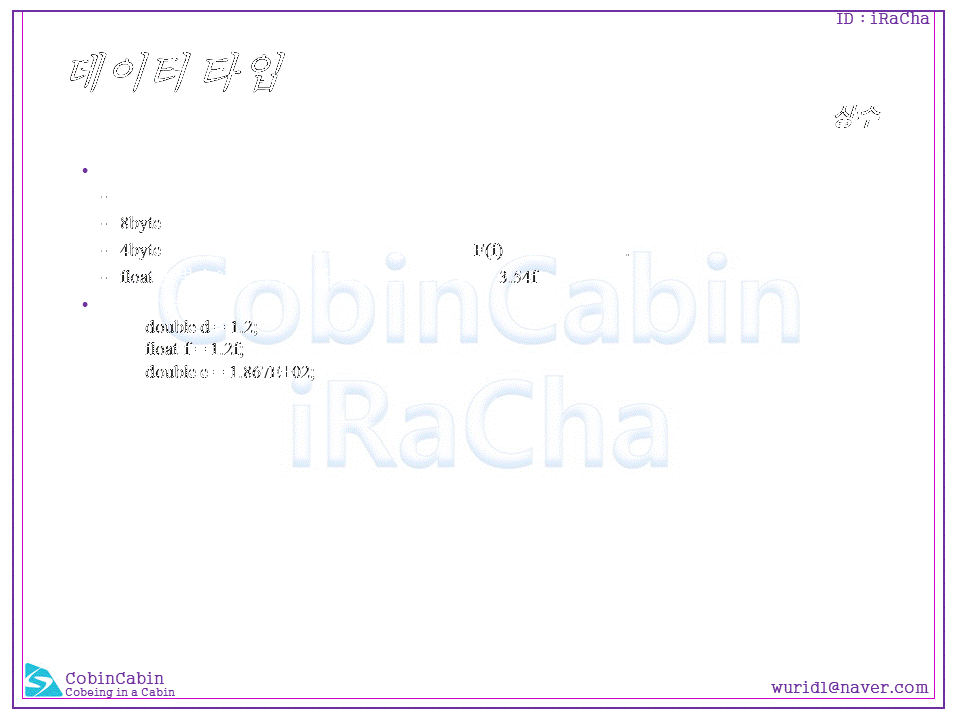 ID : iRaCha
데이터 타입
상수
•
–
– 8byte
– 4byte F(f) .
– float 3.54f
•
double d = 1.2;
float f = 1.2f;
double e = 1.867E+02;
CobinCabin
iRaCha
CobinCabin
Cobeing in a Cabin
wuridl@naver.com